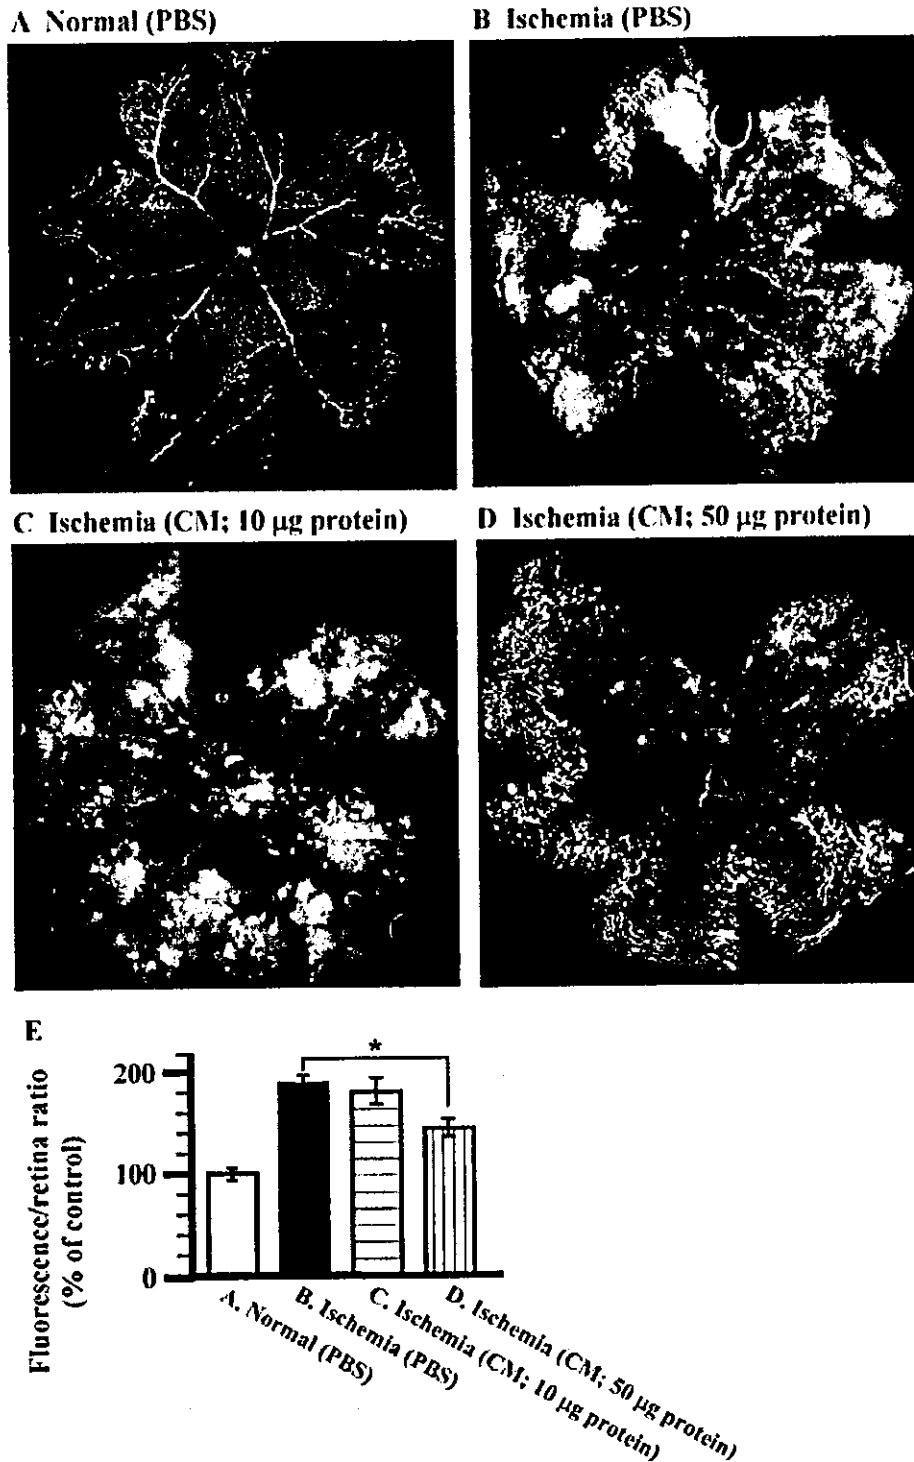 A Normal (PBS)
B Ischemia (PBS)
C Ischemia (CM; 10 µg protein)
D Ischemia (CM; 50 µg protein)
E
Fluorescence/retina ratio
(% of control)
200
100
0
*
A. Normal (PBS)
B. Ischemia (PBS)
C. Ischemia (CM; 10 µg protein)
D. Ischemia (CM; 50 µg protein)